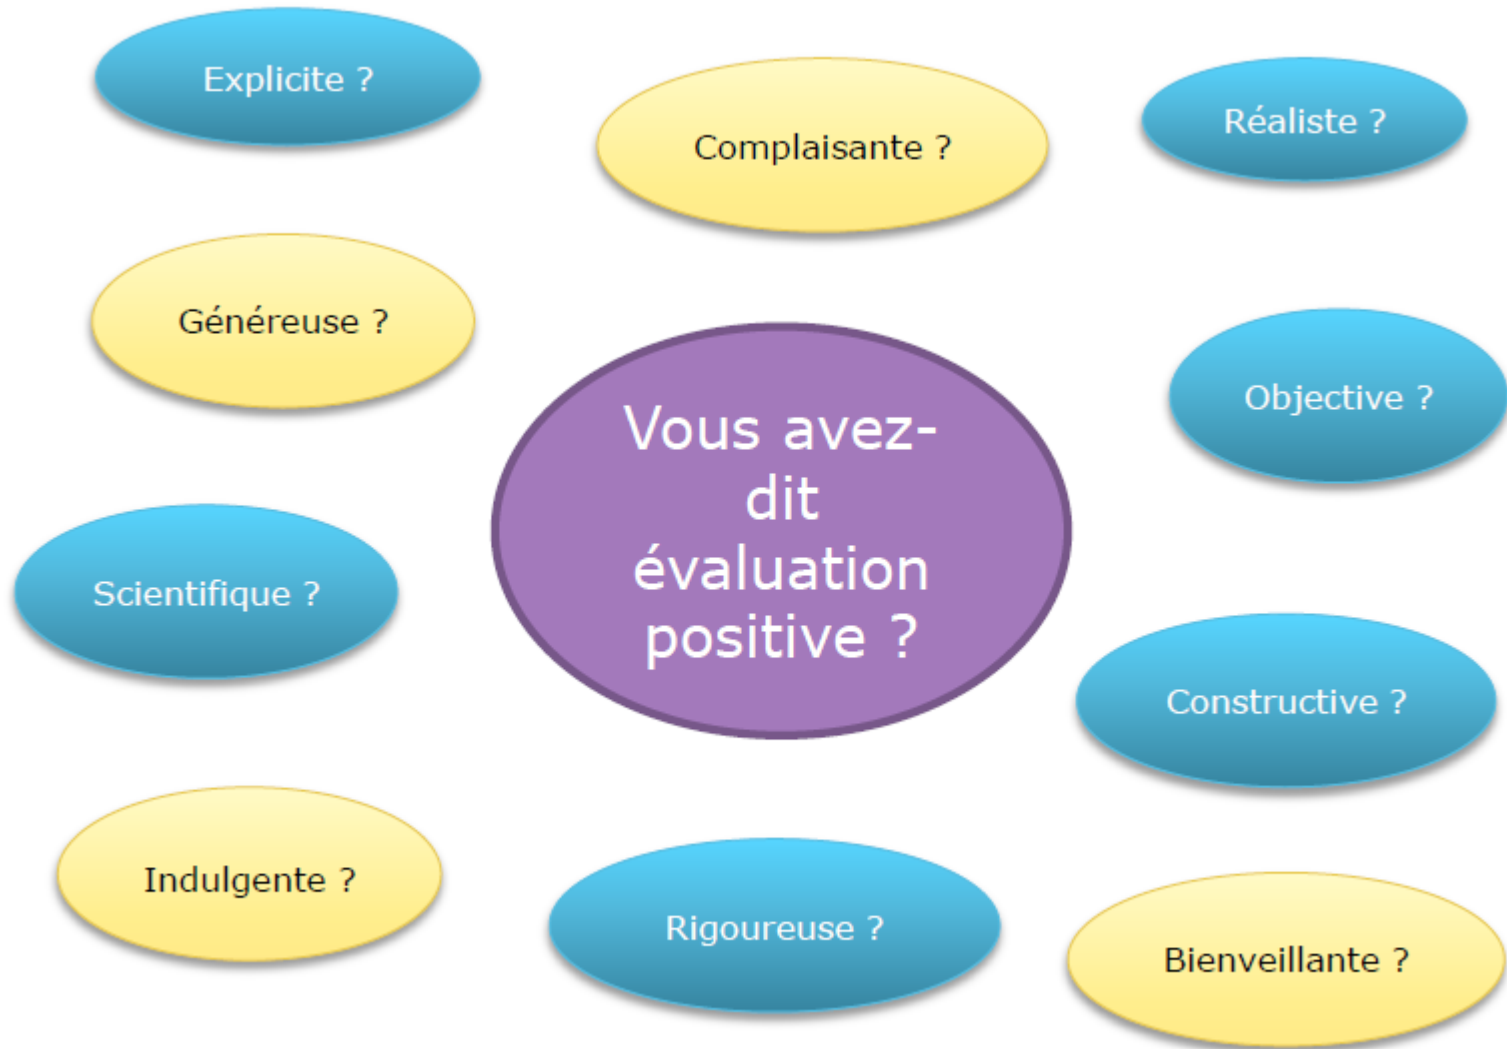 Explicite ?
Complaisante ?
Réaliste ?
Généreuse ?
Objective ?
Vous avez-
dit
évaluation
positive ?
Scientifique ?
Constructive ?
Indulgente ?
Rigoureuse ?
Bienveillante ?